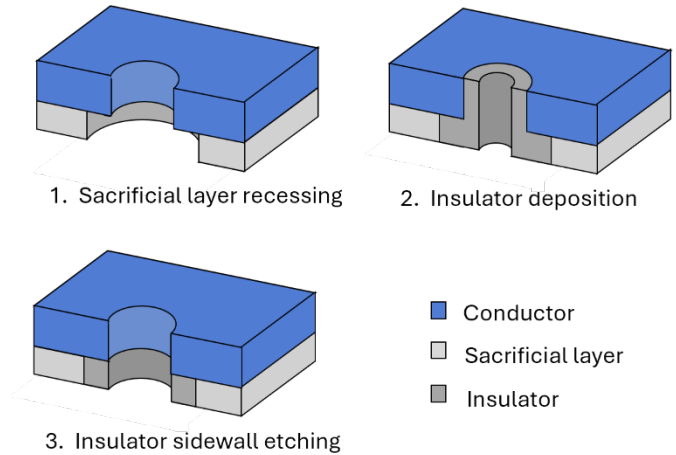 1. Sacrificial layer recessing
2. Insulator deposition
3. Insulator sidewall etching
Conductor
Sacrificial layer
Insulator